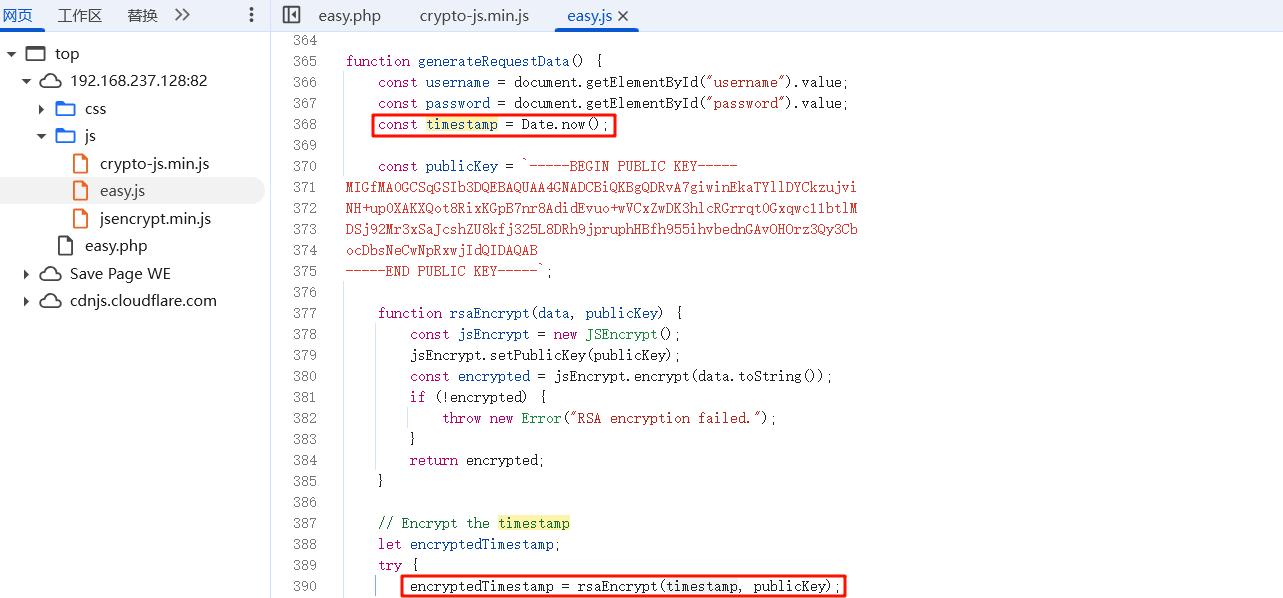 网页 工作区 替换
easy.php crypto-js.min.js easy.js
top
192.168.237.128:82
css
js
crypto-js.min.js
easy.js
jsencrypt.min.js
easy.php
Save Page WE
cdnjs.cloudflare.com
364
365 function generateRequestData() {
366 const username = document.getElementById("username").value;
367 const password = document.getElementById("password").value;
368 const timestamp = Date.now();
369
370 const publicKey = `-----BEGIN PUBLIC KEY-----
371 MIGfMA0GCSqGSIb3DQEBAQUAA4GNADCBiQKBgQDRvA7giwinEkaTYllDYCkzujvi
372 NH+up0XAKXQot8RixKGpB7nr8AdidEvuo+wVCxZwDK3hlcRGrrqt0Gxqwc11btlM
373 DSj92Mr3xSaJcshZU8kfj325L8DRh9jpruphHBfh955ihvbednGAvOHOrz3Qy3Cb
374 ocDbsNeCwNpRxwjIdQIDAQAB
375 -----END PUBLIC KEY-----`;
376
377 function rsaEncrypt(data, publicKey) {
378 const jsEncrypt = new JSEncrypt();
379 jsEncrypt.setPublicKey(publicKey);
380 const encrypted = jsEncrypt.encrypt(data.toString());
381 if (!encrypted) {
382 throw new Error("RSA encryption failed.");
383 }
384 return encrypted;
385 }
386
387 // Encrypt the timestamp
388 let encryptedTimestamp;
389 try {
390 encryptedTimestamp = rsaEncrypt(timestamp, publicKey);